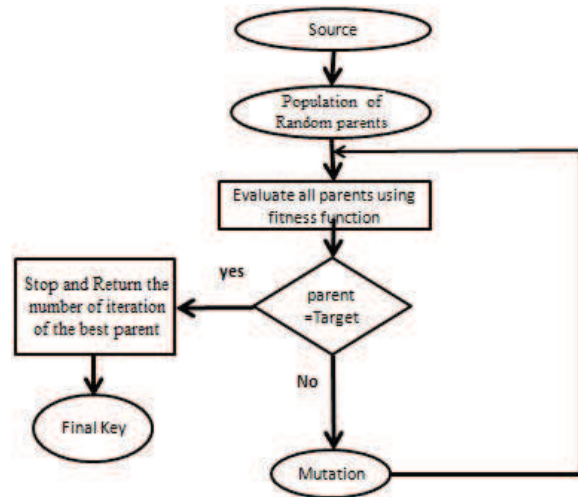 Source
Population of
Random parents
Evaluate all parents using
fitness function
yes
parent
=Target
Stop and Return the
number of iteration
of the best parent
No
Final Key
Mutation